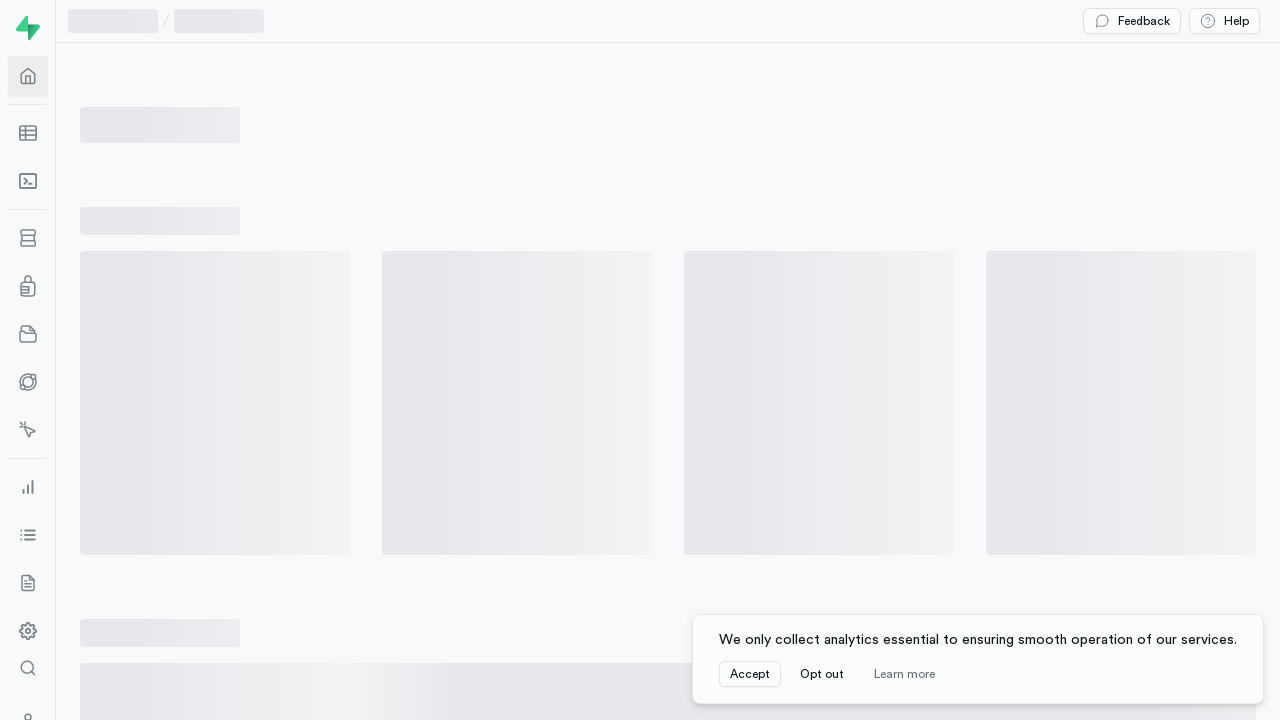 /
Feedback
Help
We only collect analytics essential to ensuring smooth operation of our services.
Accept
Opt out
Learn more